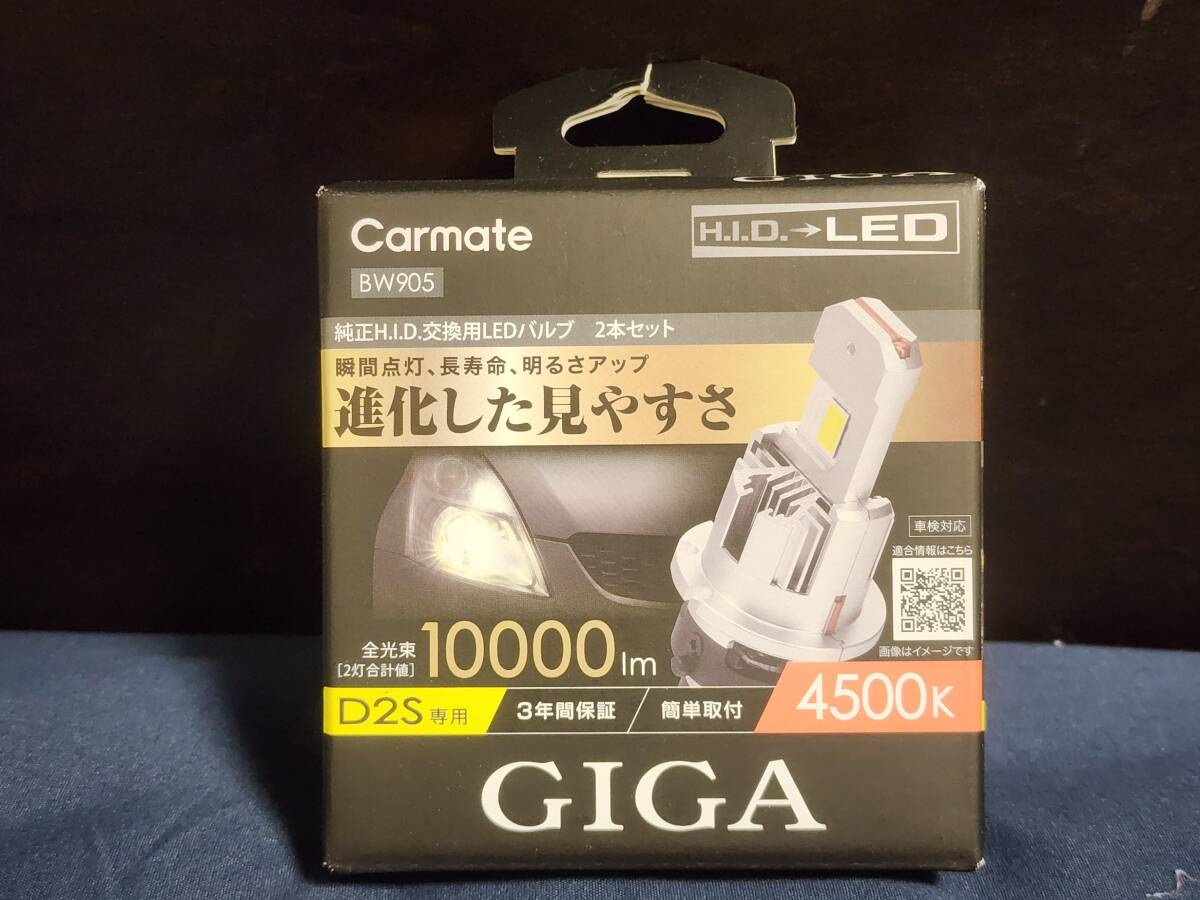 GIGA
Carmate
H.I.D.→LED
BW905
純正H.I.D.交換用LEDバルブ 2本セット
瞬間点灯、長寿命、明るさアップ
進化した見やすさ
車検対応
適合情報はこちら
画像はイメージです
全光束
[2灯合計値]
10000lm
D2S専用
3年間保証
簡単取付
4500K
GIGA